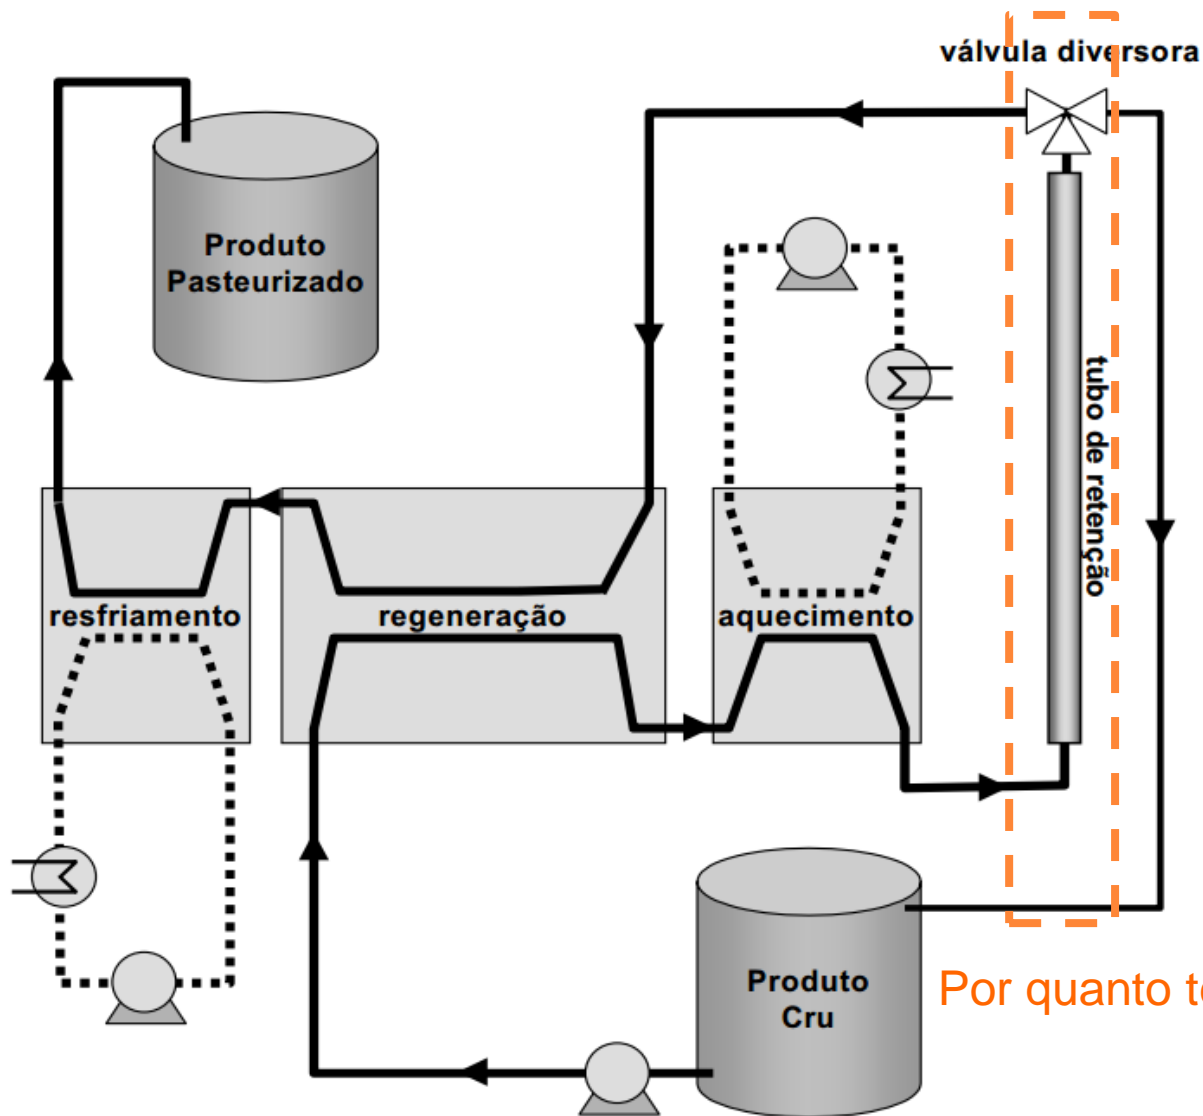 válvula diversora
Produto
Pasteurizado
tubo de retenção
resfriamento
regeneração
aquecimento
Produto
Cru
Por quanto